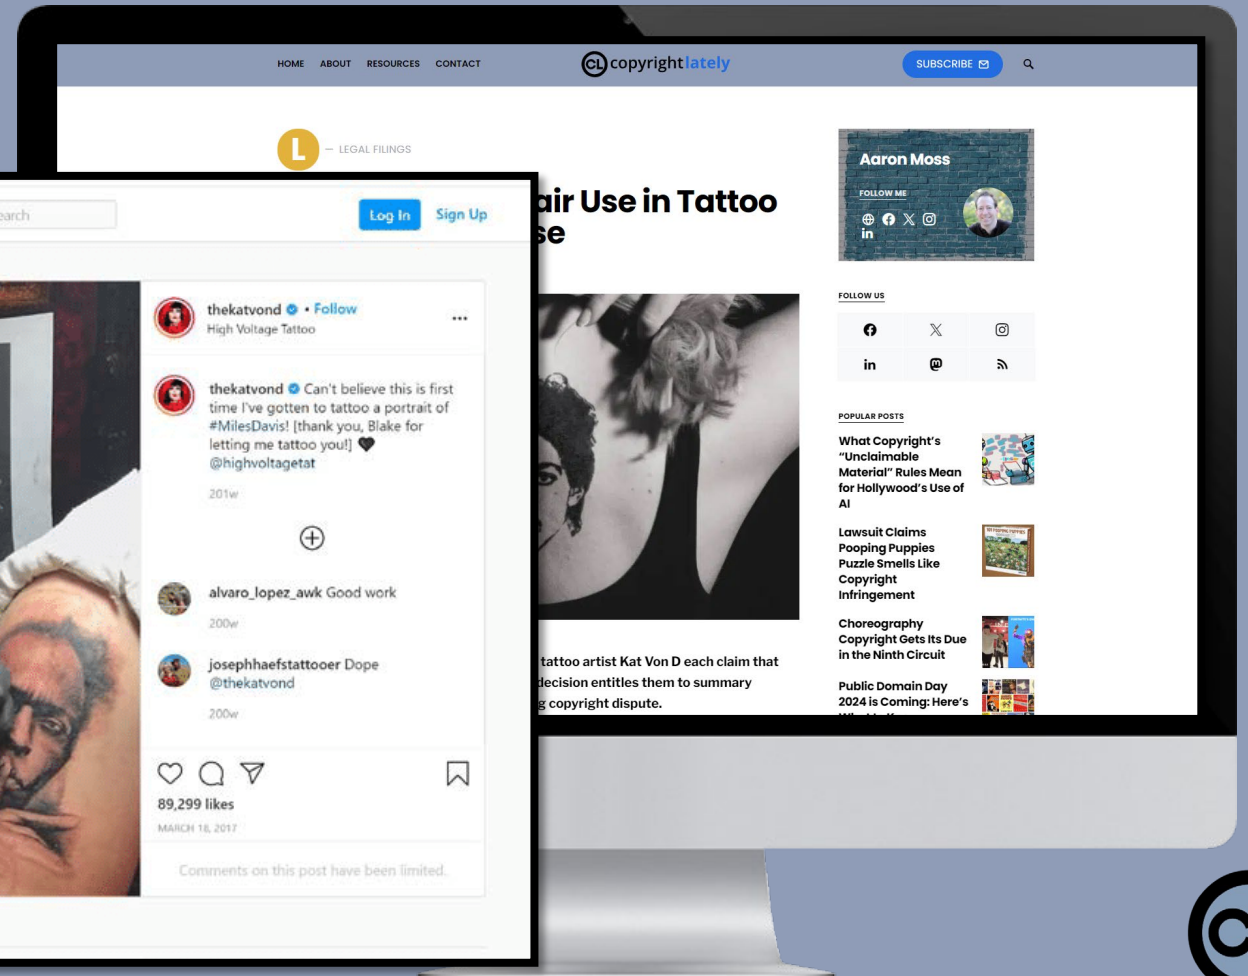 HOME ABOUT RESOURCES CONTACT
CL copyrightlately
SUBSCRIBE
L — LEGAL FILINGS
air Use in Tattoo
se
tattoo artist Kat Von D each claim that
decision entitles them to summary
g copyright dispute.
Aaron Moss
FOLLOW ME
in
FOLLOW US
in
POPULAR POSTS
What Copyright's
“Unclaimable
Material” Rules Mean
for Hollywood's Use of
AI
Lawsuit Claims
Pooping Puppies
Puzzle Smells Like
Copyright
Infringement
Choreography
Copyright Gets Its Due
in the Ninth Circuit
Public Domain Day
2024 is Coming: Here's
earch
Log In Sign Up
thekatvond • Follow
High Voltage Tattoo
thekatvond Can't believe this is first
time I've gotten to tattoo a portrait of
#MilesDavis! [thank you, Blake for
letting me tattoo you!] 🖤
@highvoltagetat
201w
alvaro_lopez_awk Good work
200w
josephhaefstattooer Dope
@thekatvond
200w
89,299 likes
MARCH 18, 2017
Comments on this post have been limited.
C